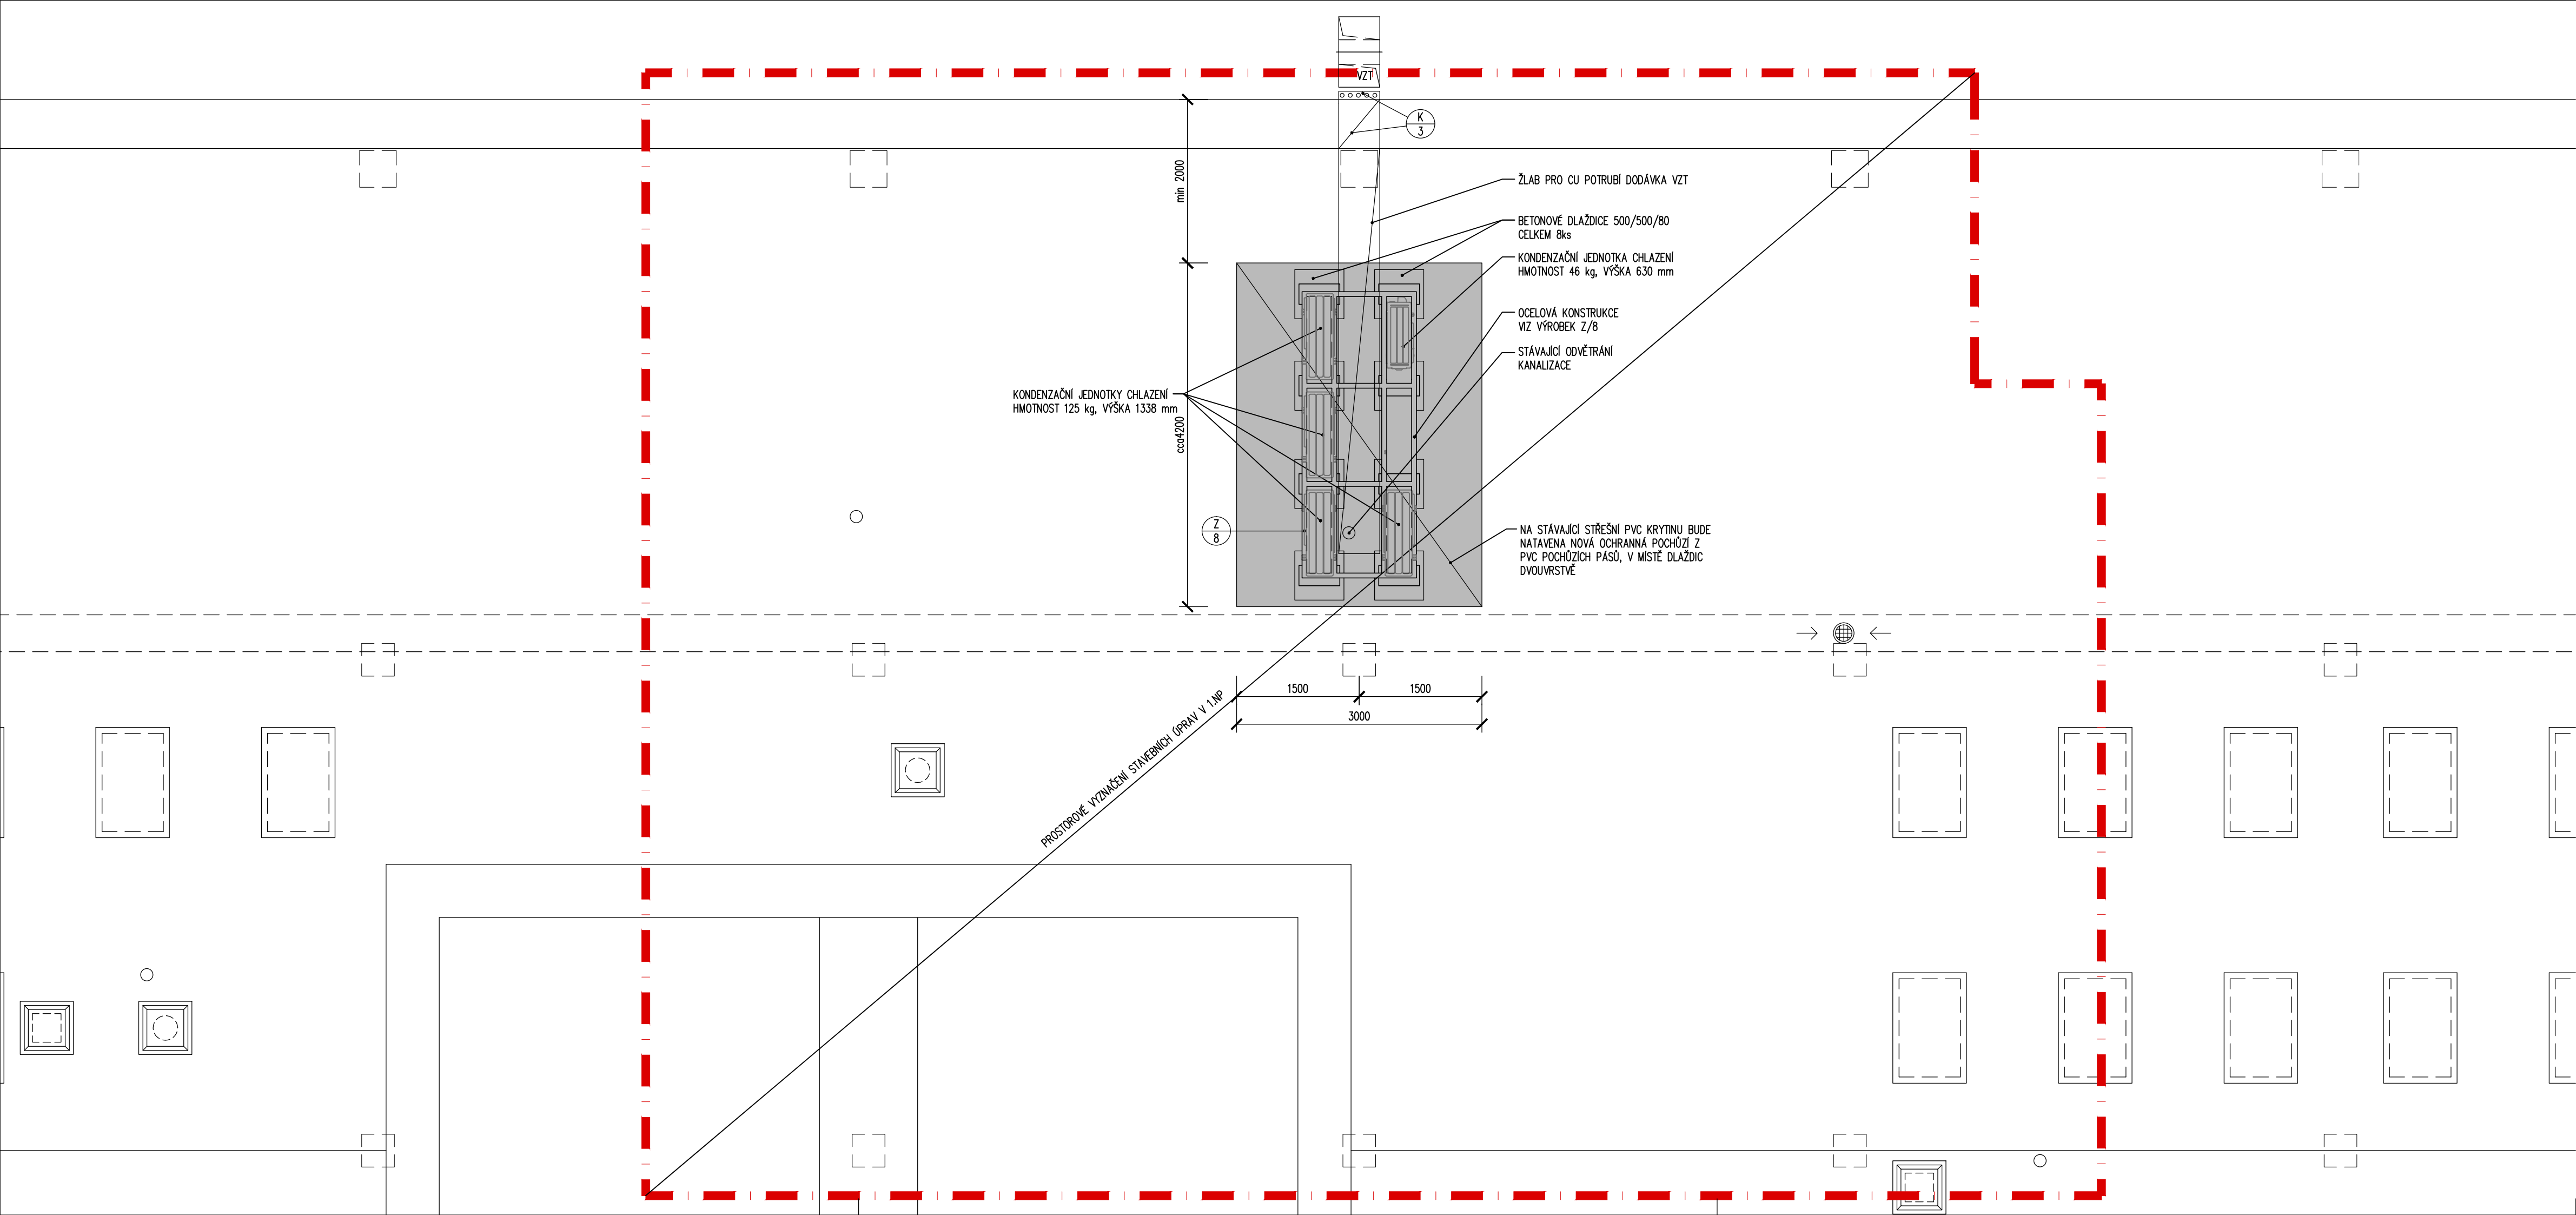 VZT
K
3
min 2000
ŽLAB PRO CU POTRUBÍ DODÁVKA VZT
BETONOVÉ DLAŽDICE 500/500/80
CELKEM 8ks
KONDENZAČNÍ JEDNOTKA CHLAZENÍ
HMOTNOST 46 kg, VÝŠKA 630 mm
OCELOVÁ KONSTRUKCE
VIZ VÝROBEK Z/8
STÁVAJÍCÍ ODVĚTRÁNÍ
KANALIZACE
KONDENZAČNÍ JEDNOTKY CHLAZENÍ
HMOTNOST 125 kg, VÝŠKA 1338 mm
cca4200
Z
8
NA STÁVAJÍCÍ STŘEŠNÍ PVC KRYTINU BUDE
NATAVENA NOVÁ OCHRANNÁ POCHŮZÍ Z
PVC POCHŮZÍCH PÁSŮ, V MÍSTĚ DLAŽDIC
DVOUVRSTVĚ
1500
1500
3000
PROSTOROVÉ VYZNAČENÍ STAVEBNÍCH ÚPRAV V 1.NP